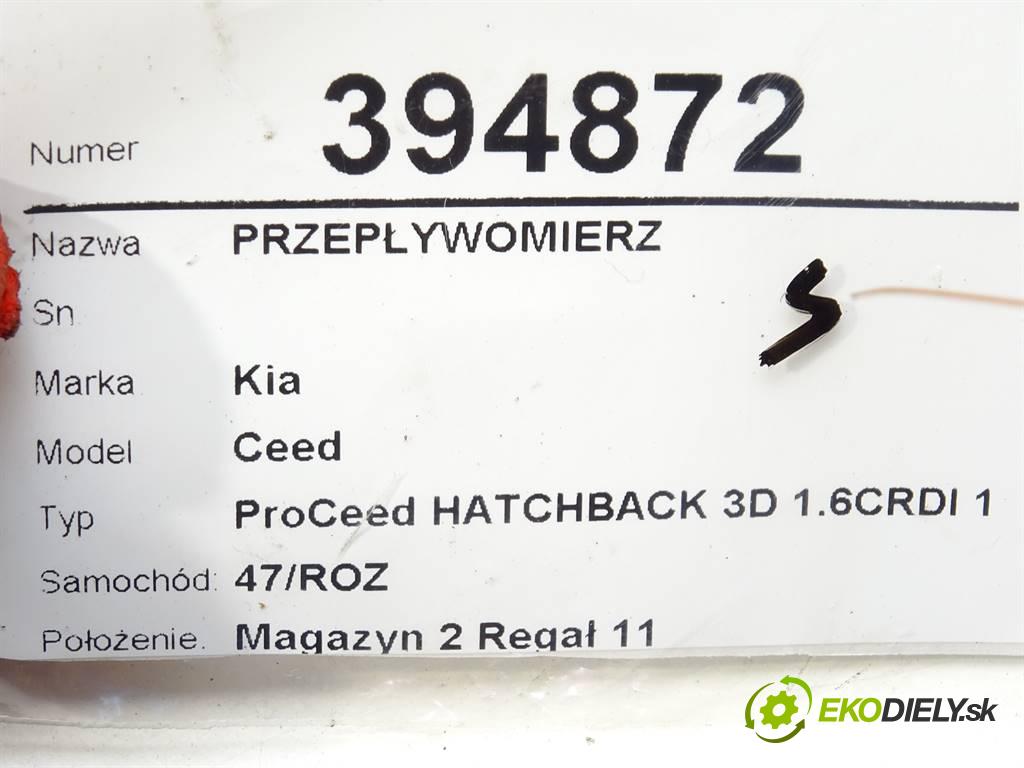 Numer 394872
Nazwa PRZEPŁYWOMIERZ
Sn
S
Marka Kia
Model Ceed
Typ ProCeed HATCHBACK 3D 1.6CRDI 1
Samochód: 47/ROZ
Położenie. Magazyn 2 Regał 11
EKODIELY.sk